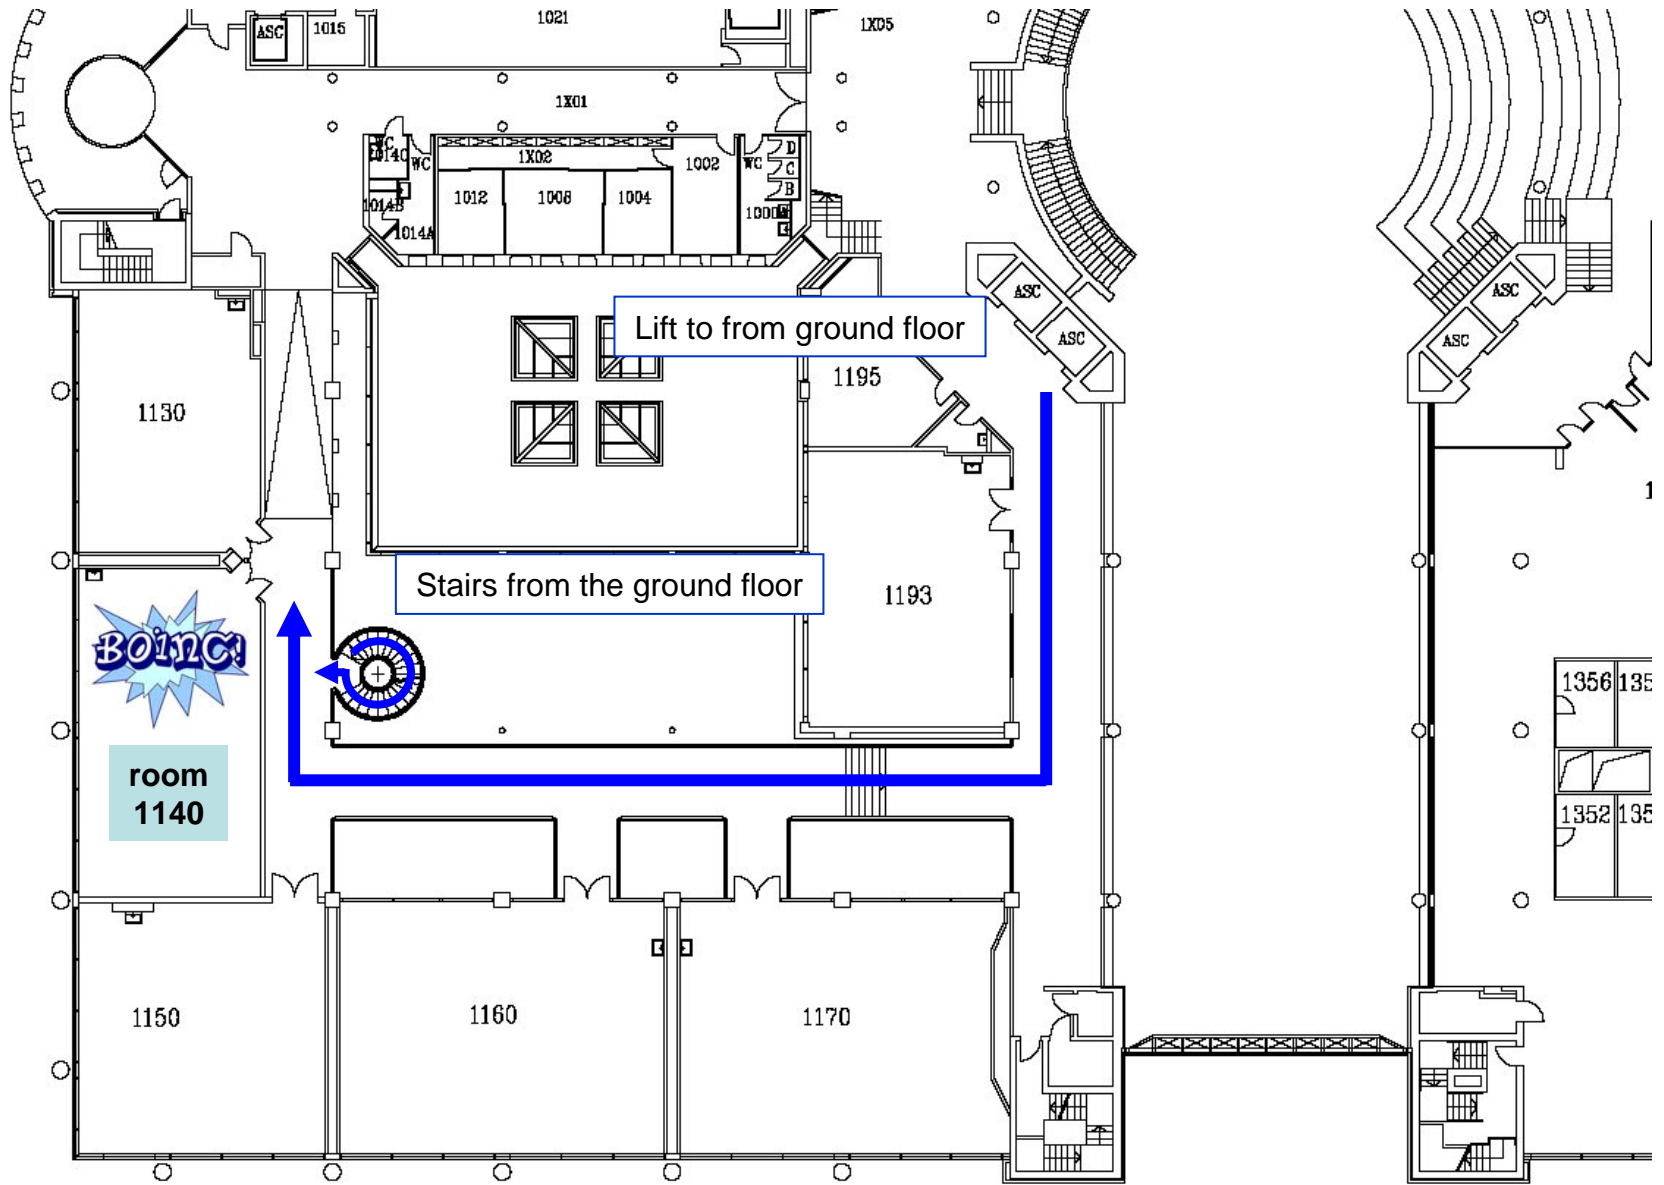 ASC
1015
1021
1X05
1X01
WC
1014C
WC
1X02
1002
WC
D
C
B
1014B
1012
1008
1004
1014A
ASC
ASC
ASC
ASC
Lift to from ground floor
1195
1130
Stairs from the ground floor
1193
BOINC!
room
1140
1356
1352
1150
1160
1170